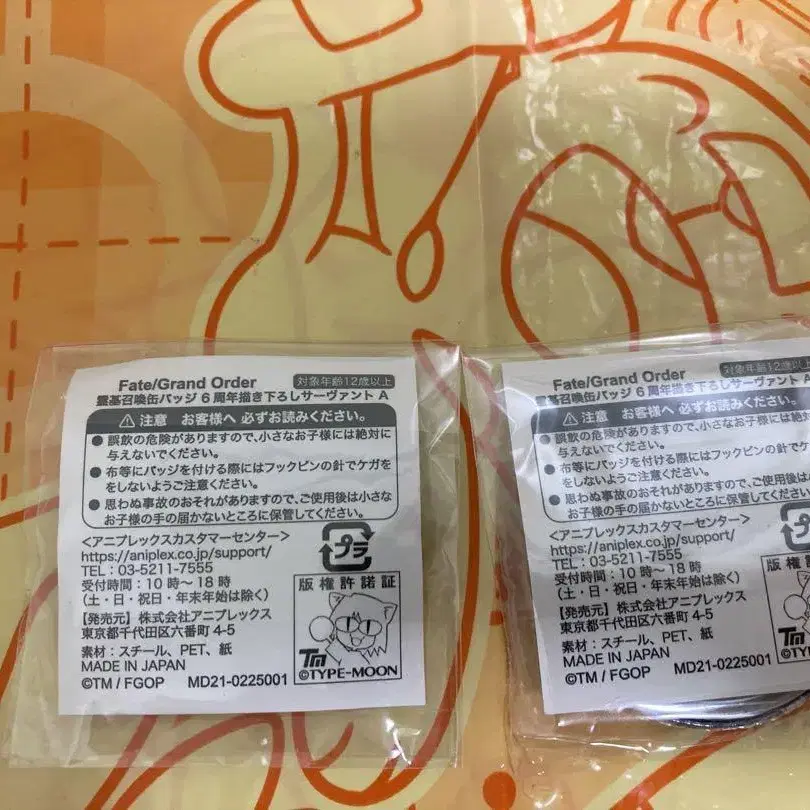 Fate/Grand Order
対象年齢12歳以上
霊基召喚缶バッジ 6周年描き下ろしサーヴァント A
⚠注意 お客様へ 必ずお読みください。
●誤飲の危険がありますので、小さなお子様には絶対に
与えないでください。
●布等にバッジを付ける際にはフックピンの針でケガを
をしないようご注意ください。
●思わぬ事故のおそれがありますので、ご使用後は小さな
お子様の手の届かないところに保管してください。
<アニプレックスカスタマーセンター>
https://aniplex.co.jp/support/
TEL：03-5211-7555
受付時間：10時～18時
(土・日・祝日・年末年始は除く)
プラ
【発売元】株式会社アニプレックス
東京都千代田区六番町 4-5
素材：スチール、PET、紙
MADE IN JAPAN
©TM / FGOP MD21-0225001
版権許諾証
TM
©TYPE-MOON
Fate/Grand Order
対象年齢12歳以上
霊基召喚缶バッジ 6周年描き下ろしサーヴァント A
⚠注意 お客様へ 必ずお読みください。
●誤飲の危険がありますので、小さなお子様には絶対に
与えないでください。
●布等にバッジを付ける際にはフックピンの針でケガ
をしないようご注意ください。
●思わぬ事故のおそれがありますので、ご使用後は小さ
お子様の手の届かないところに保管してください。
<アニプレックスカスタマーセンター>
https://aniplex.co.jp/support/
TEL：03-5211-7555
受付時間：10時～18時
(土・日・祝日・年末年始は除く)
【発売元】株式会社アニプレックス
東京都千代田区六番町 4-5
素材：スチール、PET、紙
MADE IN JAPAN
©TM / FGOP MD21-0225001
版権許
TM
©TYPE